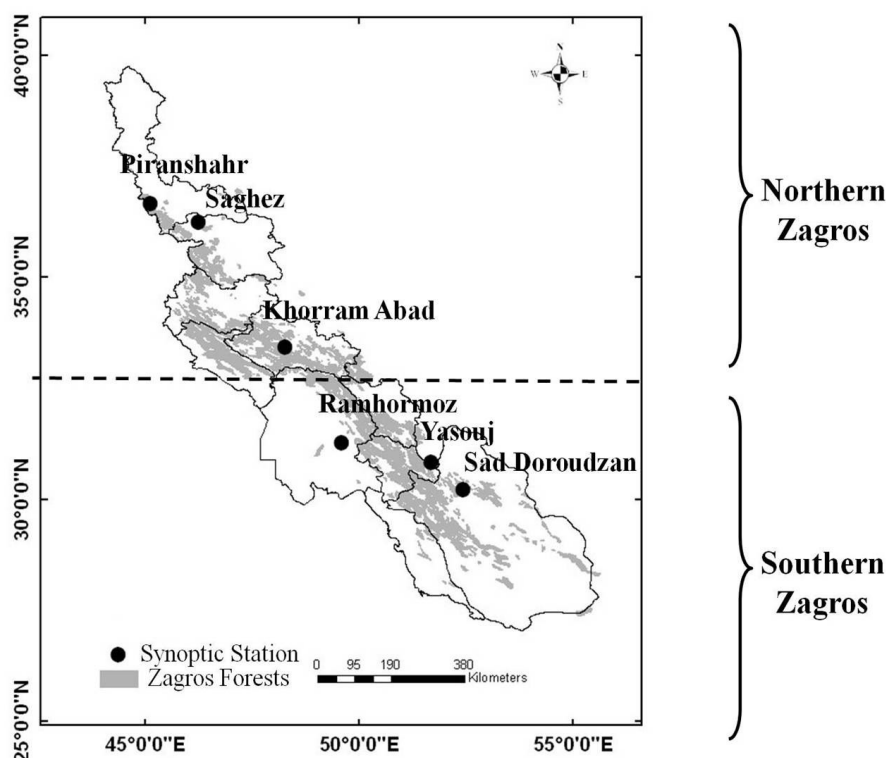 40°0'0"N
35°0'0"N
30°0'0"N
25°0'0"N
N
W E
S
Piranshahr
Saghez
Khorram Abad
Ramhormoz
Yasouj
Sad Doroudzan
Synoptic Station
Zagros Forests
0 95 190 380
Kilometers
45°0'0"E 50°0'0"E 55°0'0"E
Northern
Zagros
Southern
Zagros